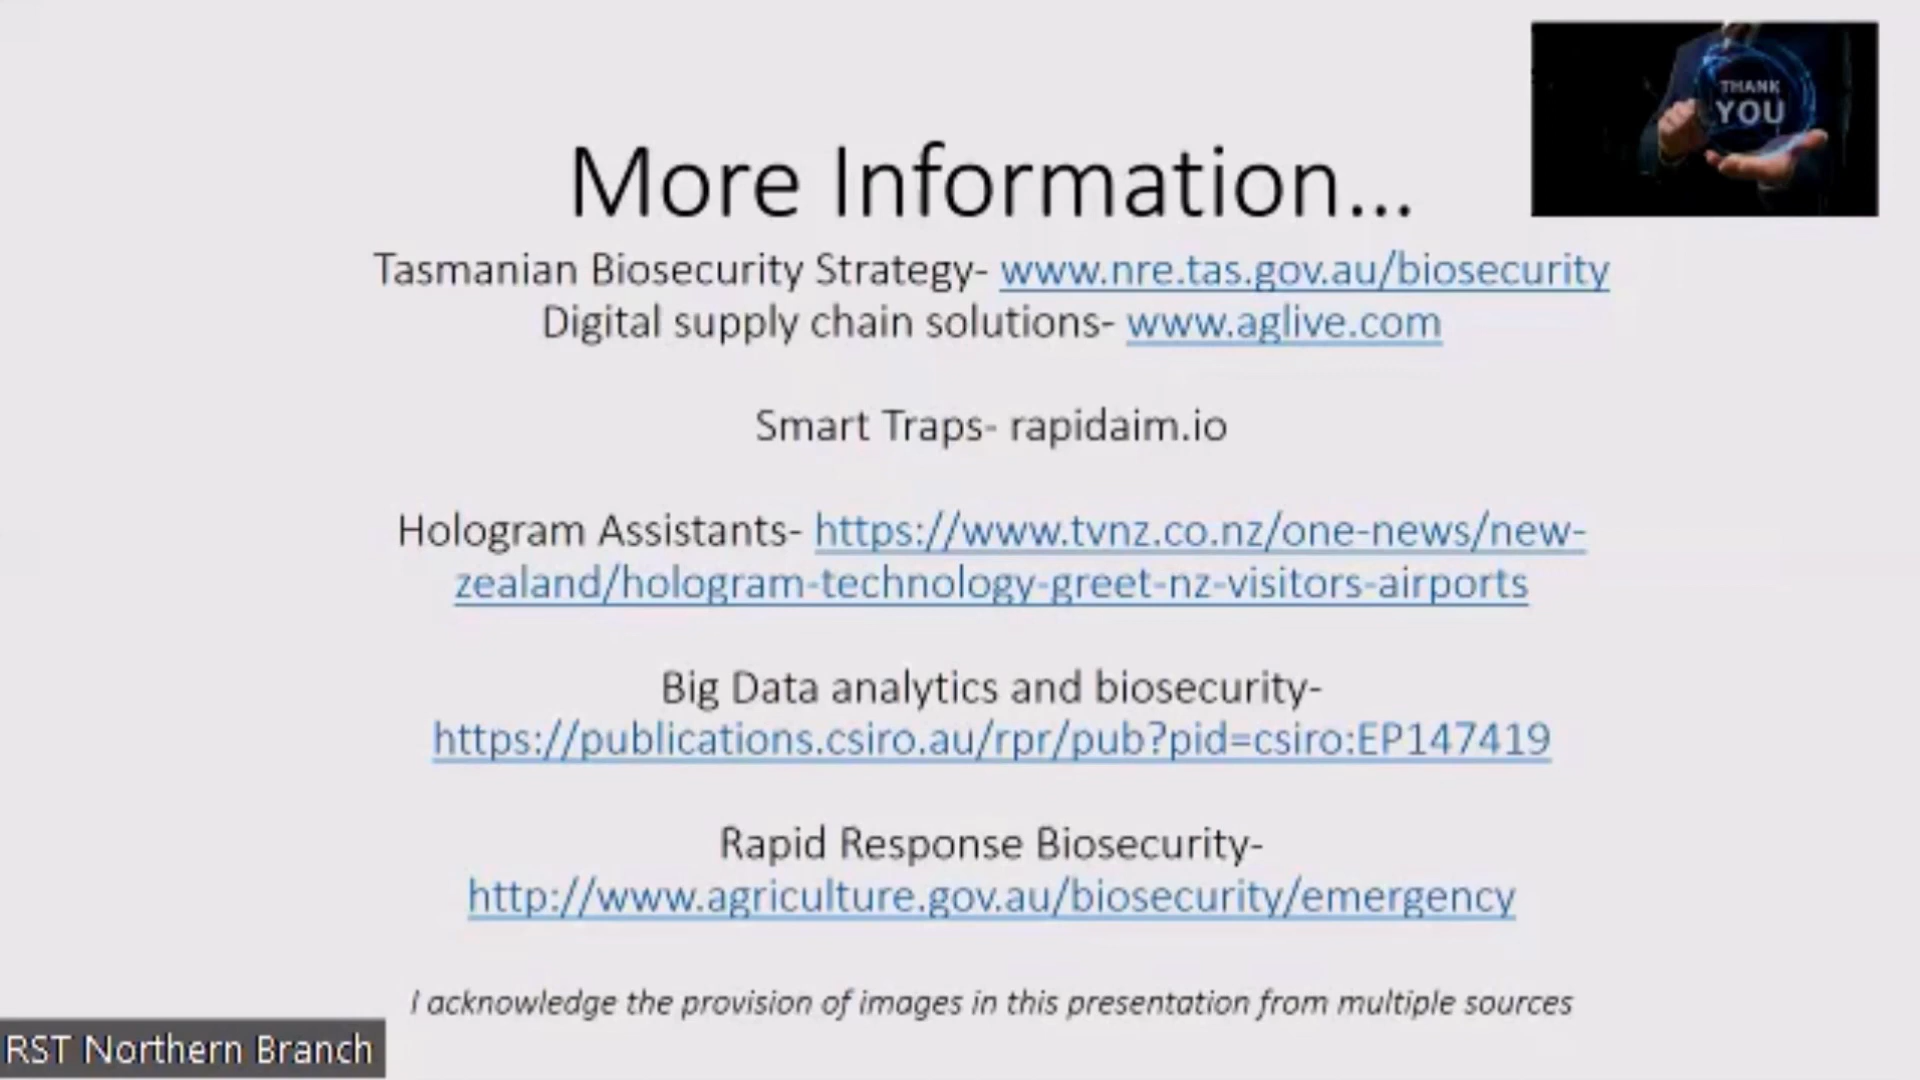 THANK
YOU
More Information...
Tasmanian Biosecurity Strategy- www.nre.tas.gov.au/biosecurity
Digital supply chain solutions- www.aglive.com
Smart Traps- rapidaim.io
Hologram Assistants- https://www.tvnz.co.nz/one-news/new-
zealand/hologram-technology-greet-nz-visitors-airports
Big Data analytics and biosecurity-
https://publications.csiro.au/rpr/pub?pid=csiro:EP147419
Rapid Response Biosecurity-
http://www.agriculture.gov.au/biosecurity/emergency
I acknowledge the provision of images in this presentation from multiple sources
RST Northern Branch